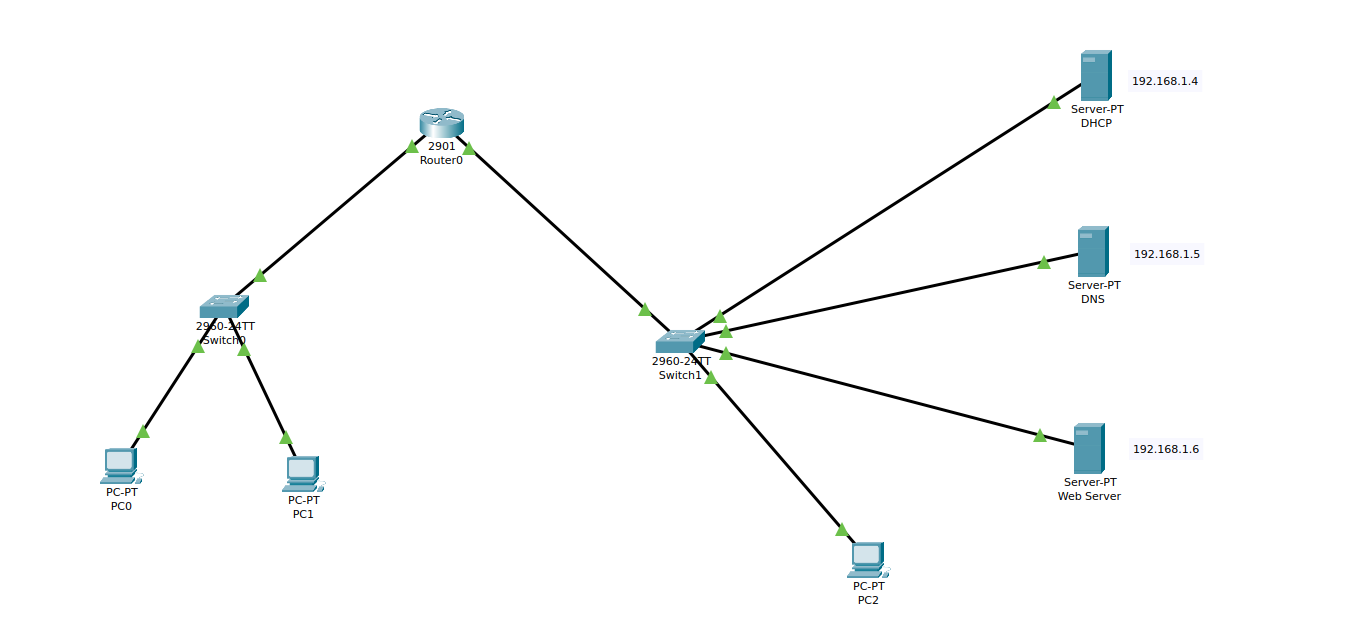 192.168.1.4
Server-PT
DHCP
2901
Router0
192.168.1.5
Server-PT
DNS
2960-24TT
Switch0
2960-24TT
Switch1
192.168.1.6
Server-PT
Web Server
PC-PT
PC0
PC-PT
PC1
PC-PT
PC2